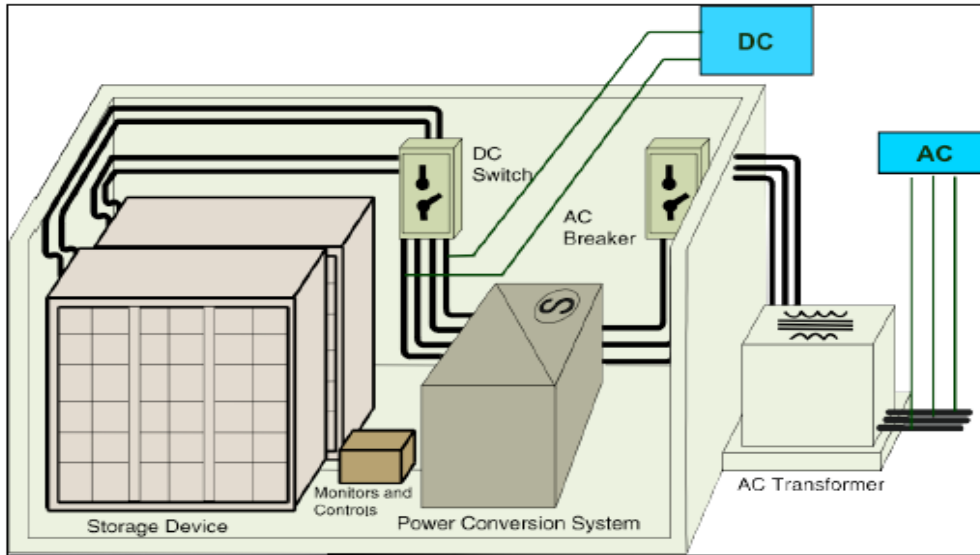 DC
DC
Switch
AC
AC
Breaker
S
Monitors and
Controls
Storage Device
Power Conversion System
AC Transformer